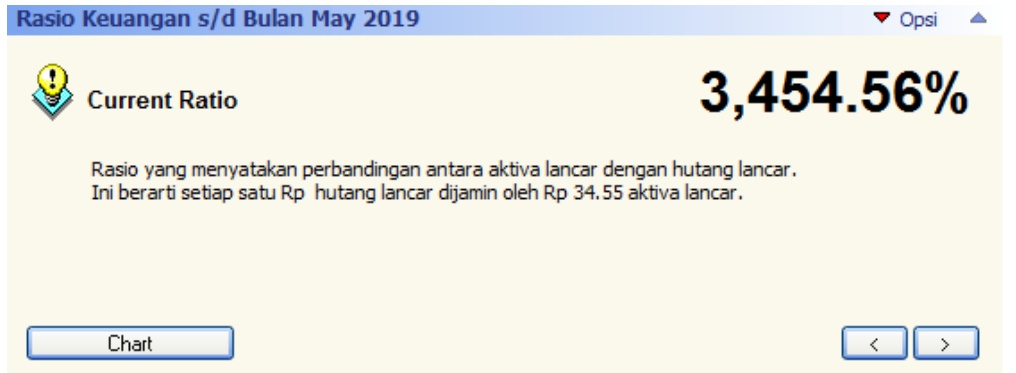 Rasio Keuangan s/d Bulan May 2019
Opsi
Current Ratio
3,454.56%
Rasio yang menyatakan perbandingan antara aktiva lancar dengan hutang lancar.
Ini berarti setiap satu Rp  hutang lancar dijamin oleh Rp 34.55 aktiva lancar.
Chart
< >